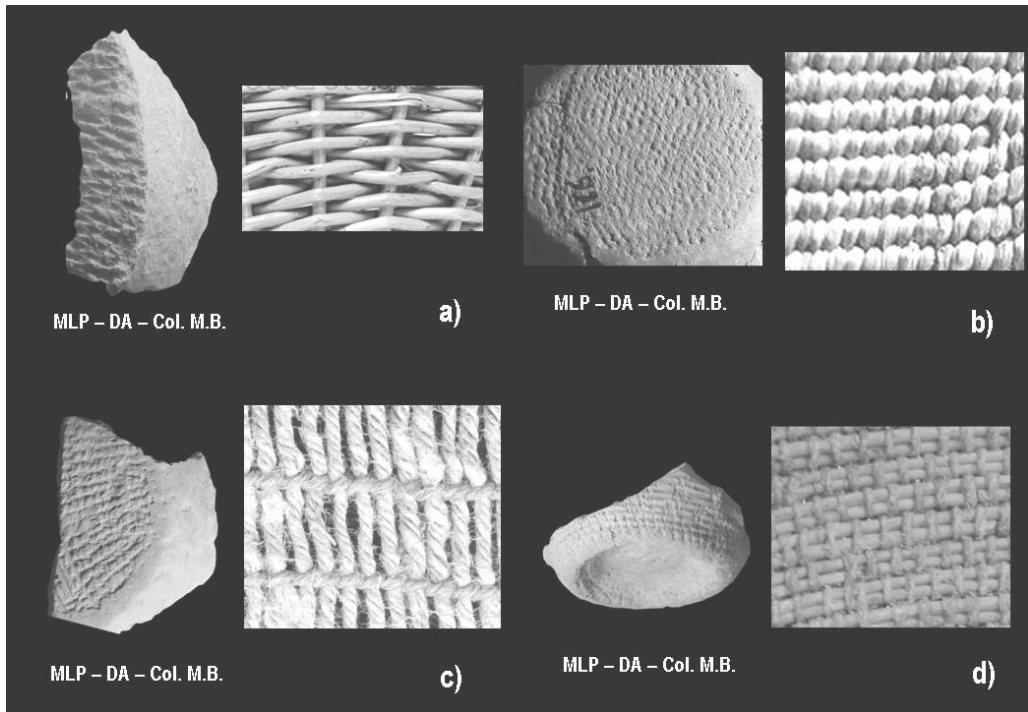 MLP – DA – Col. M.B.
a)
MLP – DA – Col. M.B.
b)
MLP – DA – Col. M.B.
c)
MLP – DA – Col. M.B.
d)